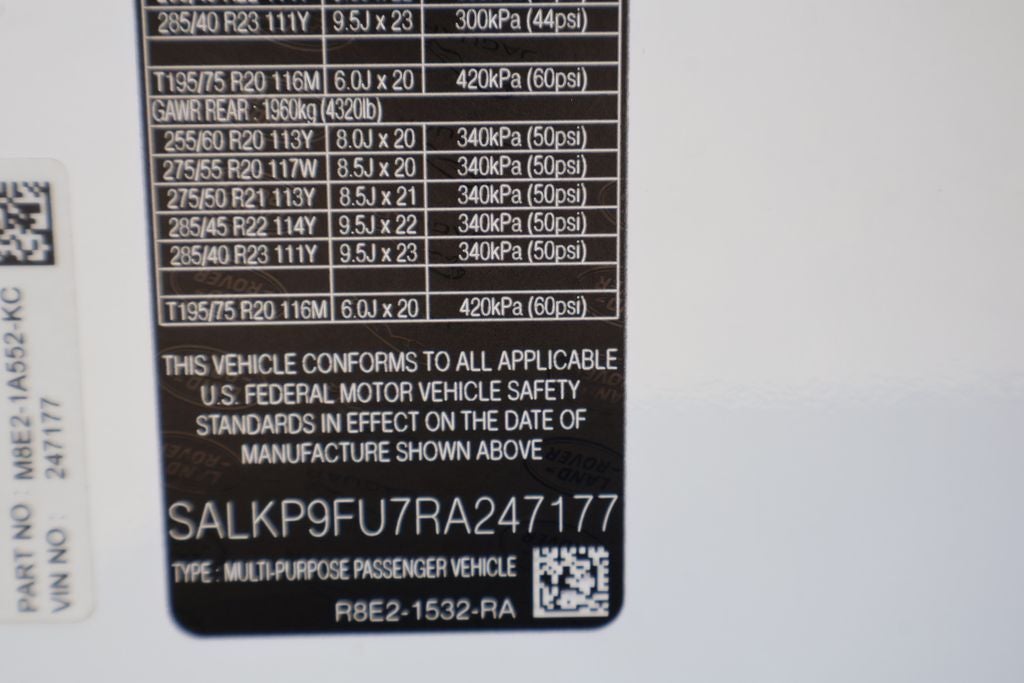 285/40 R23 111Y 9.5J x 23 300kPa (44psi)
T195/75 R20 116M 6.0J x 20 420kPa (60psi)
GAWR REAR : 1960kg (4320lb)
255/60 R20 113Y 8.0J x 20 340kPa (50psi)
275/55 R20 117W 8.5J x 20 340kPa (50psi)
275/50 R21 113Y 8.5J x 21 340kPa (50psi)
285/45 R22 114Y 9.5J x 22 340kPa (50psi)
285/40 R23 111Y 9.5J x 23 340kPa (50psi)
T195/75 R20 116M 6.0J x 20 420kPa (60psi)
THIS VEHICLE CONFORMS TO ALL APPLICABLE
U.S. FEDERAL MOTOR VEHICLE SAFETY
STANDARDS IN EFFECT ON THE DATE OF
MANUFACTURE SHOWN ABOVE
SALKP9FU7RA247177
TYPE : MULTI-PURPOSE PASSENGER VEHICLE
R8E2-1532-RA
PART NO : M8E2-1A552-KC
VIN NO : 247177
LAND-
ROVER